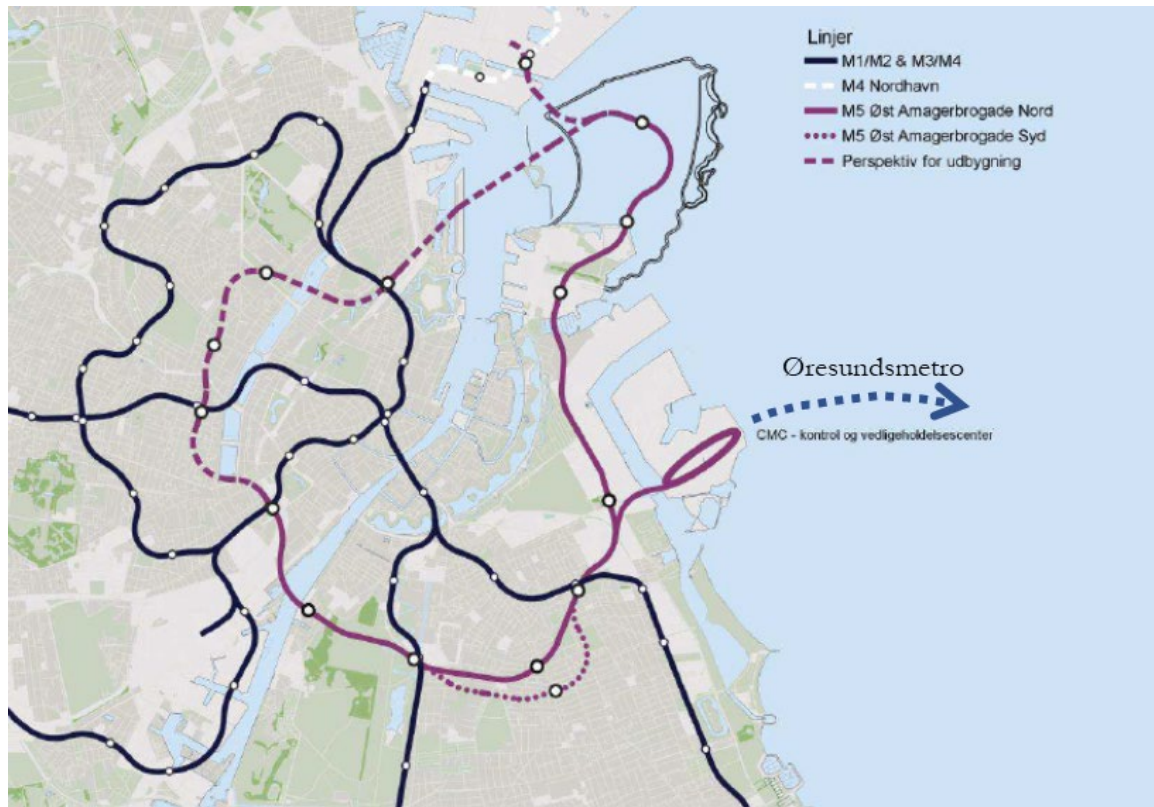 Linjer
M1/M2 & M3/M4
M4 Nordhavn
M5 Øst Amagerbrogade Nord
M5 Øst Amagerbrogade Syd
Perspektiv for udbygning
Øresundsmetro
CMC - kontrol og vedligeholdelsescenter